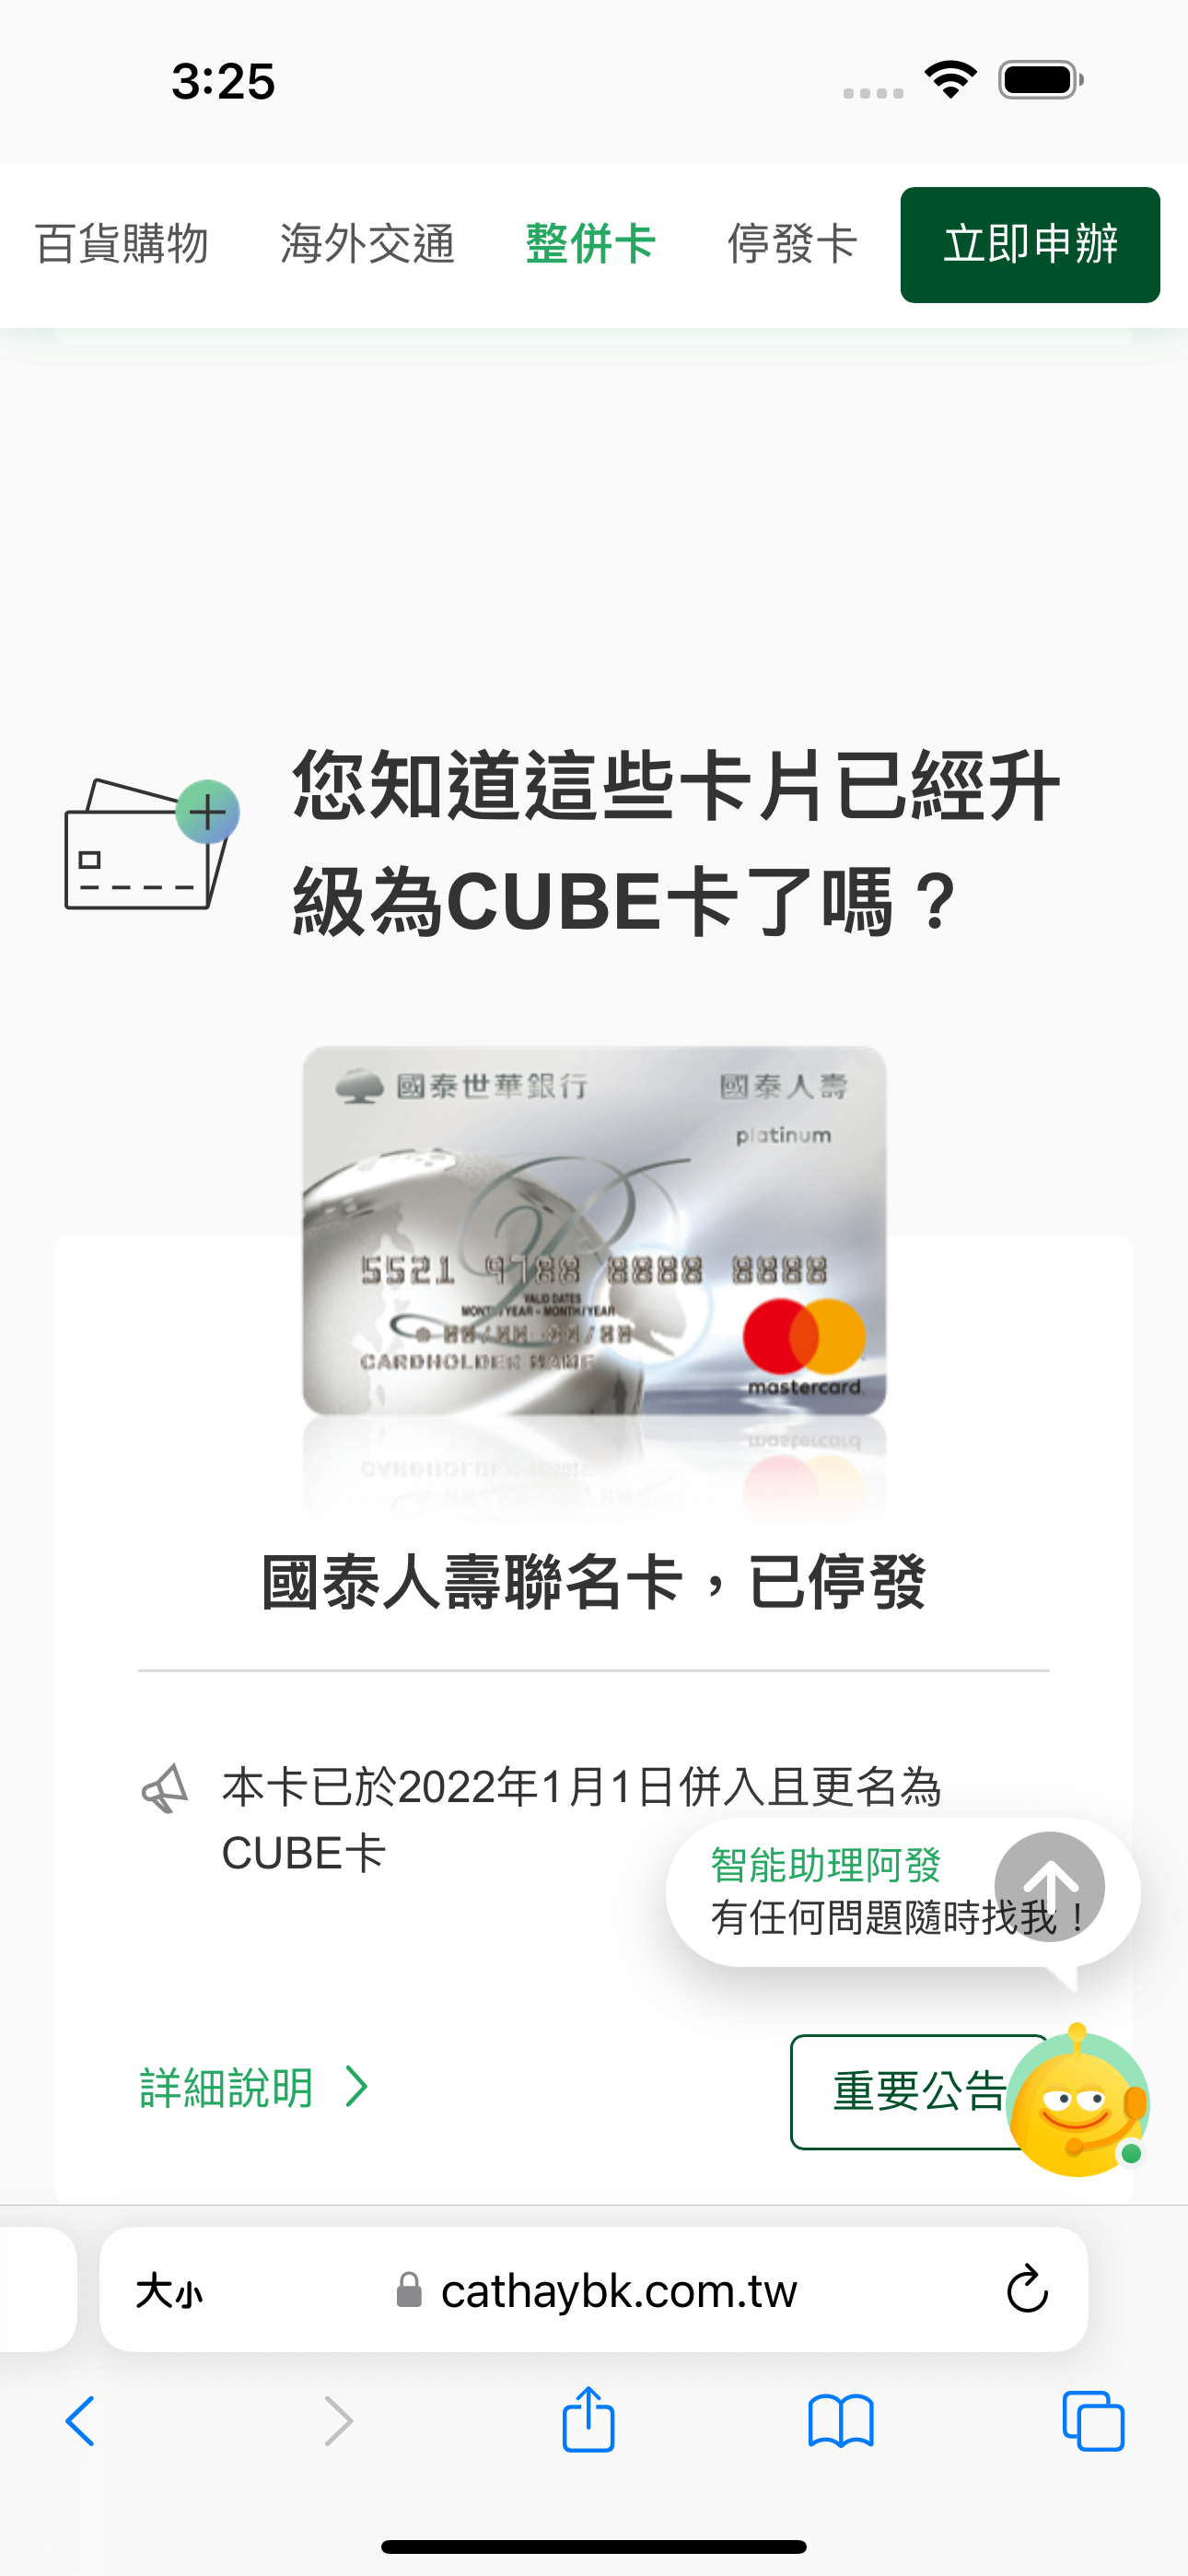 3:25
百貨購物 海外交通 整併卡 停發卡 立即申辦
您知道這些卡片已經升
級為CUBE卡了嗎？
國泰世華銀行 國泰人壽
platinum
5521 9788 8888 8888
VALID DATES
MONTH/YEAR - MONTH/YEAR
CARDHOLDER NAME
mastercard.
國泰人壽聯名卡，已停發
本卡已於2022年1月1日併入且更名為
CUBE卡
智能助理阿發
有任何問題隨時找我！
詳細說明
重要公告
大小 cathaybk.com.tw